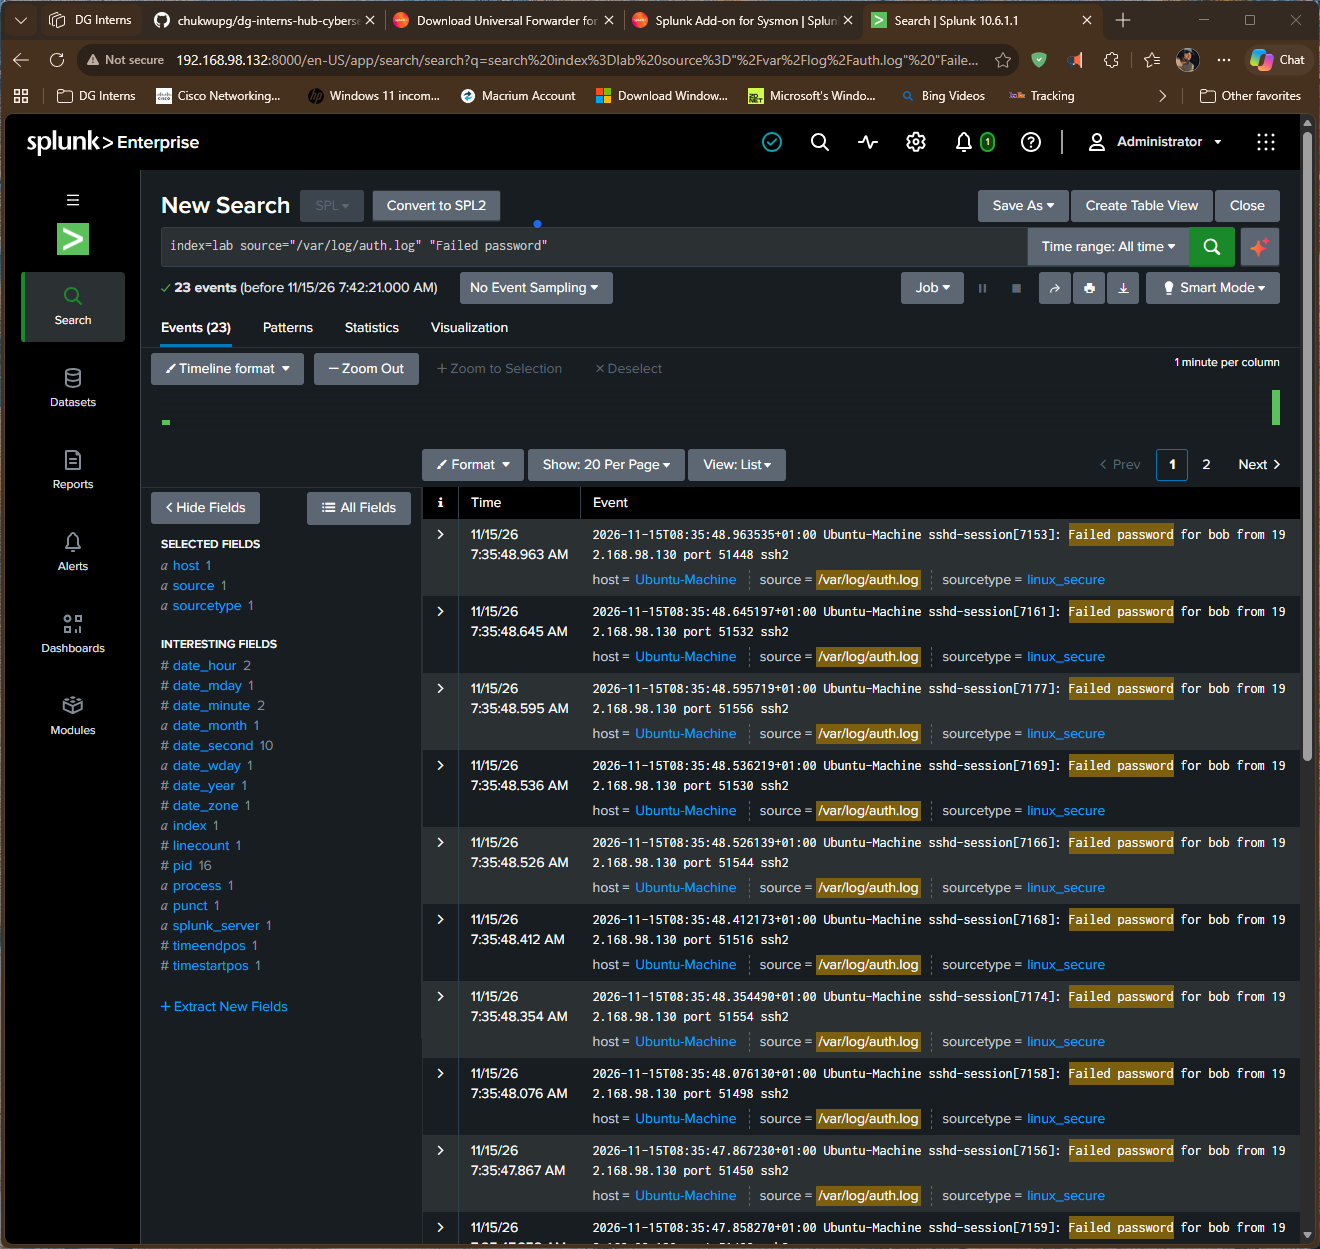 DG Interns
chukwupg/dg-interns-hub-cyberse
Download Universal Forwarder for
Splunk Add-on for Sysmon | Splun
Search | Splunk 10.6.1.1
Not secure
192.168.98.132:8000/en-US/app/search/search?q=search%20index%3Dlab%20source%3D"%2Fvar%2Flog%2Fauth.log"%20"Faile...
Chat
DG Interns
Cisco Networking...
Windows 11 incom...
Macrium Account
Download Window...
Microsoft's Windo...
Bing Videos
Tracking
Other favorites
splunk> Enterprise
1
Administrator
New Search
SPL
Convert to SPL2
Save As
Create Table View
Close
index=lab source="/var/log/auth.log" "Failed password"
Time range: All time
23 events (before 11/15/26 7:42:21.000 AM)
No Event Sampling
Job
Smart Mode
Search
Datasets
Reports
Alerts
Dashboards
Modules
Events (23)
Patterns
Statistics
Visualization
Timeline format
Zoom Out
+ Zoom to Selection
× Deselect
1 minute per column
Format
Show: 20 Per Page
View: List
< Prev
1
2
Next >
< Hide Fields
All Fields
SELECTED FIELDS
a host 1
a source 1
a sourcetype 1
INTERESTING FIELDS
# date_hour 2
# date_mday 1
# date_minute 2
a date_month 1
# date_second 10
a date_wday 1
# date_year 1
# date_zone 1
a index 1
# linecount 1
# pid 16
a process 1
a punct 1
a splunk_server 1
# timeendpos 1
# timestartpos 1
+ Extract New Fields
i
Time
Event
11/15/26
7:35:48.963 AM
2026-11-15T08:35:48.963535+01:00 Ubuntu-Machine sshd-session[7153]: Failed password for bob from 19
2.168.98.130 port 51448 ssh2
host = Ubuntu-Machine source = /var/log/auth.log sourcetype = linux_secure
11/15/26
7:35:48.645 AM
2026-11-15T08:35:48.645197+01:00 Ubuntu-Machine sshd-session[7161]: Failed password for bob from 19
2.168.98.130 port 51532 ssh2
host = Ubuntu-Machine source = /var/log/auth.log sourcetype = linux_secure
11/15/26
7:35:48.595 AM
2026-11-15T08:35:48.595719+01:00 Ubuntu-Machine sshd-session[7177]: Failed password for bob from 19
2.168.98.130 port 51556 ssh2
host = Ubuntu-Machine source = /var/log/auth.log sourcetype = linux_secure
11/15/26
7:35:48.536 AM
2026-11-15T08:35:48.536219+01:00 Ubuntu-Machine sshd-session[7169]: Failed password for bob from 19
2.168.98.130 port 51530 ssh2
host = Ubuntu-Machine source = /var/log/auth.log sourcetype = linux_secure
11/15/26
7:35:48.526 AM
2026-11-15T08:35:48.526139+01:00 Ubuntu-Machine sshd-session[7166]: Failed password for bob from 19
2.168.98.130 port 51544 ssh2
host = Ubuntu-Machine source = /var/log/auth.log sourcetype = linux_secure
11/15/26
7:35:48.412 AM
2026-11-15T08:35:48.412173+01:00 Ubuntu-Machine sshd-session[7168]: Failed password for bob from 19
2.168.98.130 port 51516 ssh2
host = Ubuntu-Machine source = /var/log/auth.log sourcetype = linux_secure
11/15/26
7:35:48.354 AM
2026-11-15T08:35:48.354490+01:00 Ubuntu-Machine sshd-session[7174]: Failed password for bob from 19
2.168.98.130 port 51554 ssh2
host = Ubuntu-Machine source = /var/log/auth.log sourcetype = linux_secure
11/15/26
7:35:48.076 AM
2026-11-15T08:35:48.076130+01:00 Ubuntu-Machine sshd-session[7158]: Failed password for bob from 19
2.168.98.130 port 51498 ssh2
host = Ubuntu-Machine source = /var/log/auth.log sourcetype = linux_secure
11/15/26
7:35:47.867 AM
2026-11-15T08:35:47.867230+01:00 Ubuntu-Machine sshd-session[7156]: Failed password for bob from 19
2.168.98.130 port 51450 ssh2
host = Ubuntu-Machine source = /var/log/auth.log sourcetype = linux_secure
11/15/26
2026-11-15T08:35:47.858270+01:00 Ubuntu-Machine sshd-session[7159]: Failed password for bob from 19